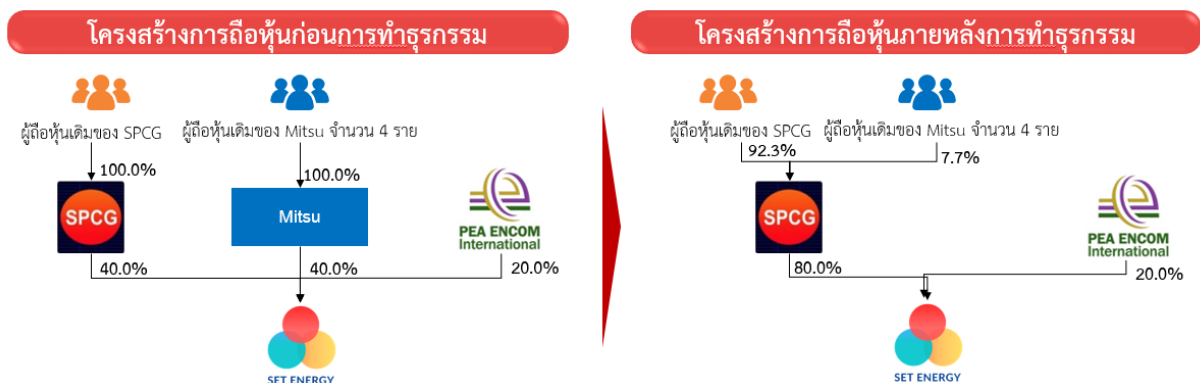 โครงสร้างการถือหุ้นก่อนการทำธุรกรรม
ผู้ถือหุ้นเดิมของ SPCG
ผู้ถือหุ้นเดิมของ Mitsu จำนวน 4 ราย
100.0%
100.0%
SPCG
Mitsu
PEA ENCOM
International
40.0%
40.0%
20.0%
SET ENERGY
โครงสร้างการถือหุ้นภายหลังการทำธุรกรรม
ผู้ถือหุ้นเดิมของ SPCG
ผู้ถือหุ้นเดิมของ Mitsu จำนวน 4 ราย
92.3%
7.7%
SPCG
PEA ENCOM
International
80.0%
20.0%
SET ENERGY